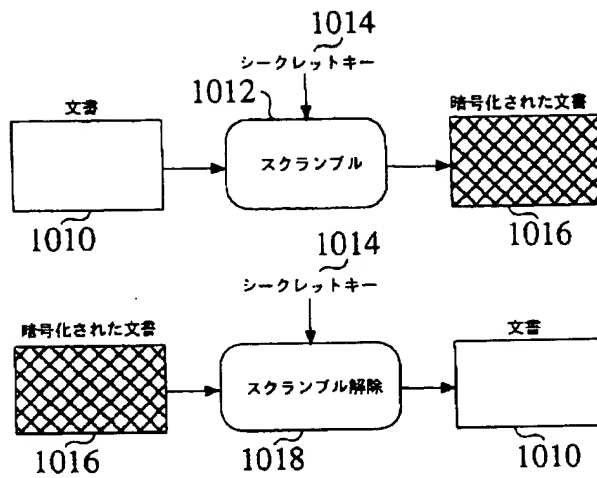 1014
シークレットキー
1012
文書
暗号化された文書
スクランブル
1010
1016
1014
シークレットキー
暗号化された文書
文書
スクランブル解除
1016
1018
1010